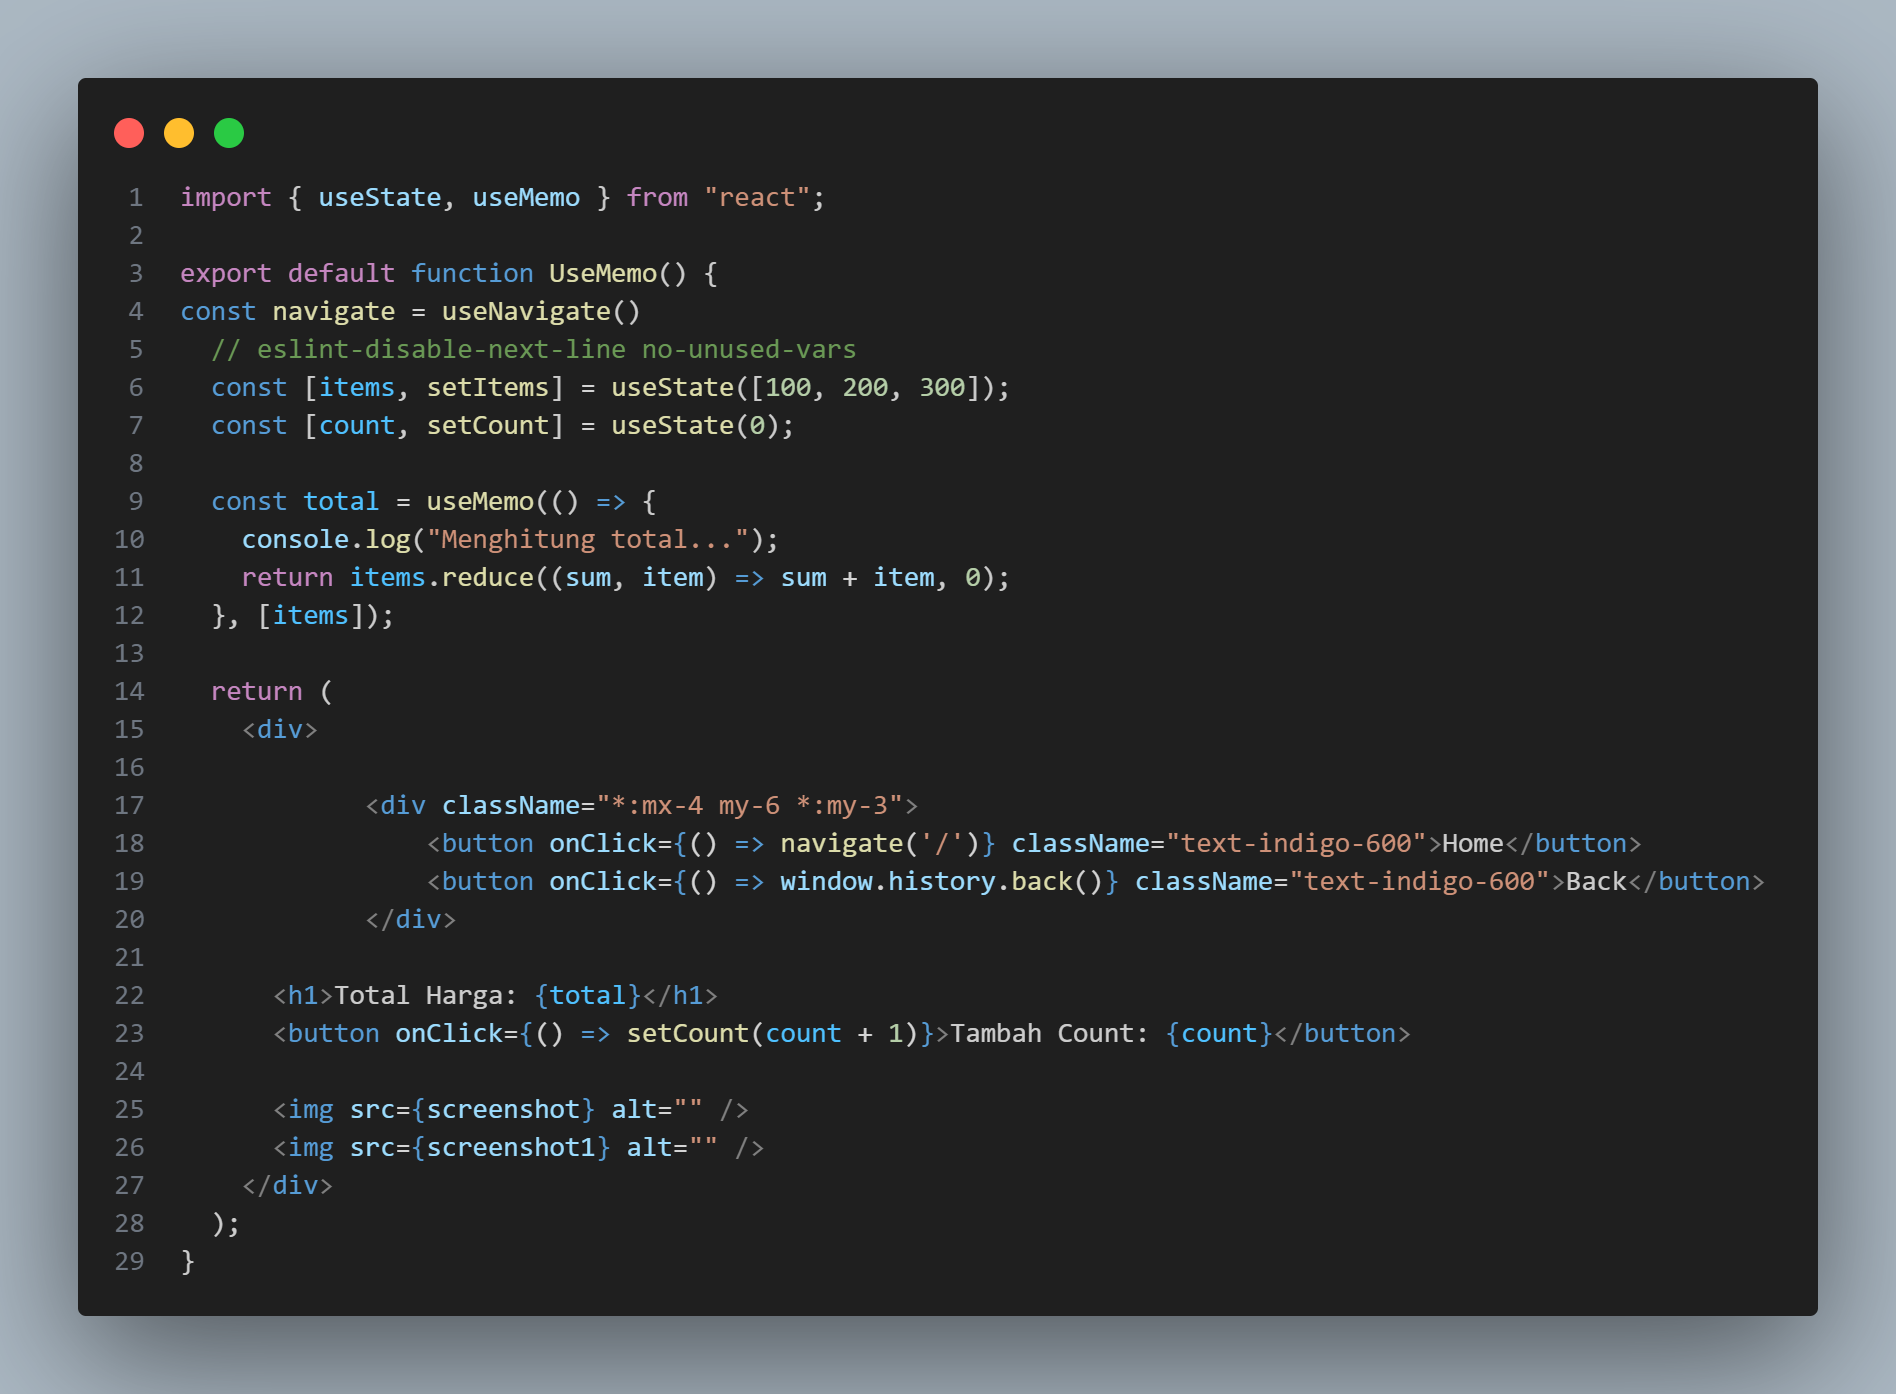 1 import { useState, useMemo } from "react";
2
3 export default function UseMemo() {
4 const navigate = useNavigate()
5   // eslint-disable-next-line no-unused-vars
6   const [items, setItems] = useState([100, 200, 300]);
7   const [count, setCount] = useState(0);
8
9   const total = useMemo(() => {
10     console.log("Menghitung total...");
11     return items.reduce((sum, item) => sum + item, 0);
12   }, [items]);
13
14   return (
15     <div>
16
17             <div className="*:mx-4 my-6 *:my-3">
18                 <button onClick={() => navigate('/')} className="text-indigo-600">Home</button>
19                 <button onClick={() => window.history.back()} className="text-indigo-600">Back</button>
20             </div>
21
22       <h1>Total Harga: {total}</h1>
23       <button onClick={() => setCount(count + 1)}>Tambah Count: {count}</button>
24
25       <img src={screenshot} alt="" />
26       <img src={screenshot1} alt="" />
27     </div>
28   );
29 }